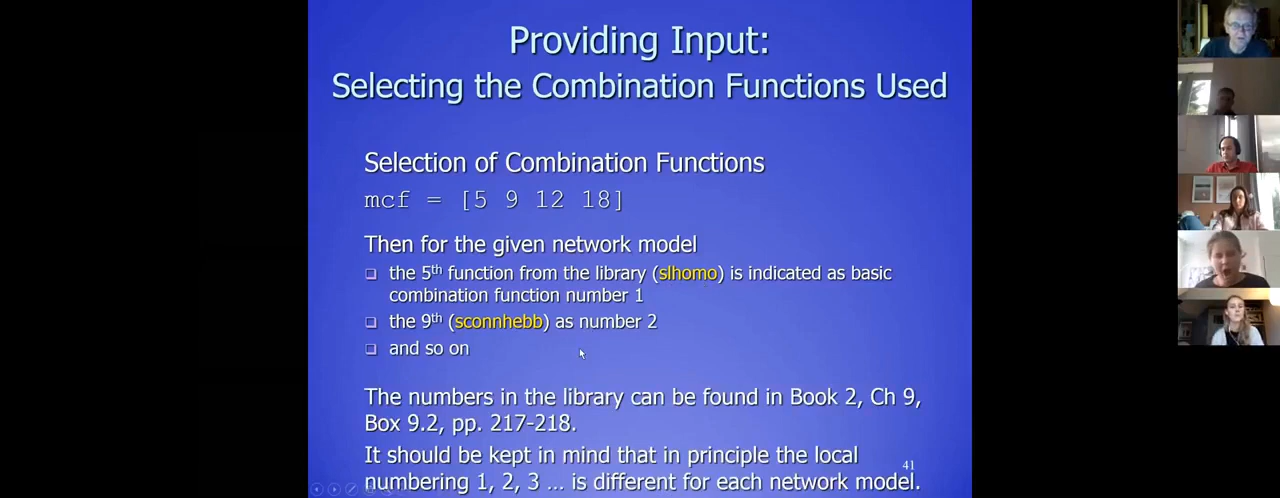 Providing Input:
Selecting the Combination Functions Used
Selection of Combination Functions
mcf = [5 9 12 18]
Then for the given network model
the 5th function from the library (slhomo) is indicated as basic
combination function number 1
the 9th (sconnhebb) as number 2
and so on
The numbers in the library can be found in Book 2, Ch 9,
Box 9.2, pp. 217-218.
It should be kept in mind that in principle the local
numbering 1, 2, 3 ... is different for each network model.
41